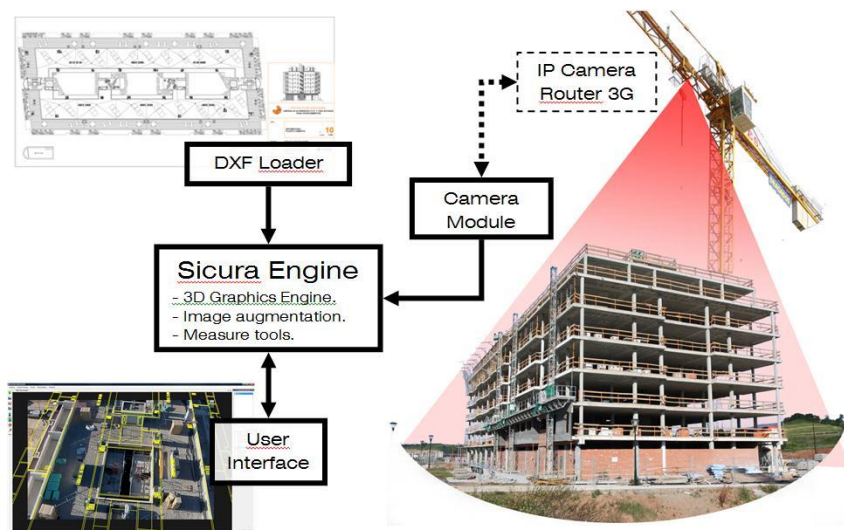 IP Camera
Router 3G
DXF Loader
Camera
Module
Sicura Engine
- 3D Graphics Engine.
- Image augmentation.
- Measure tools.
User
Interface
10